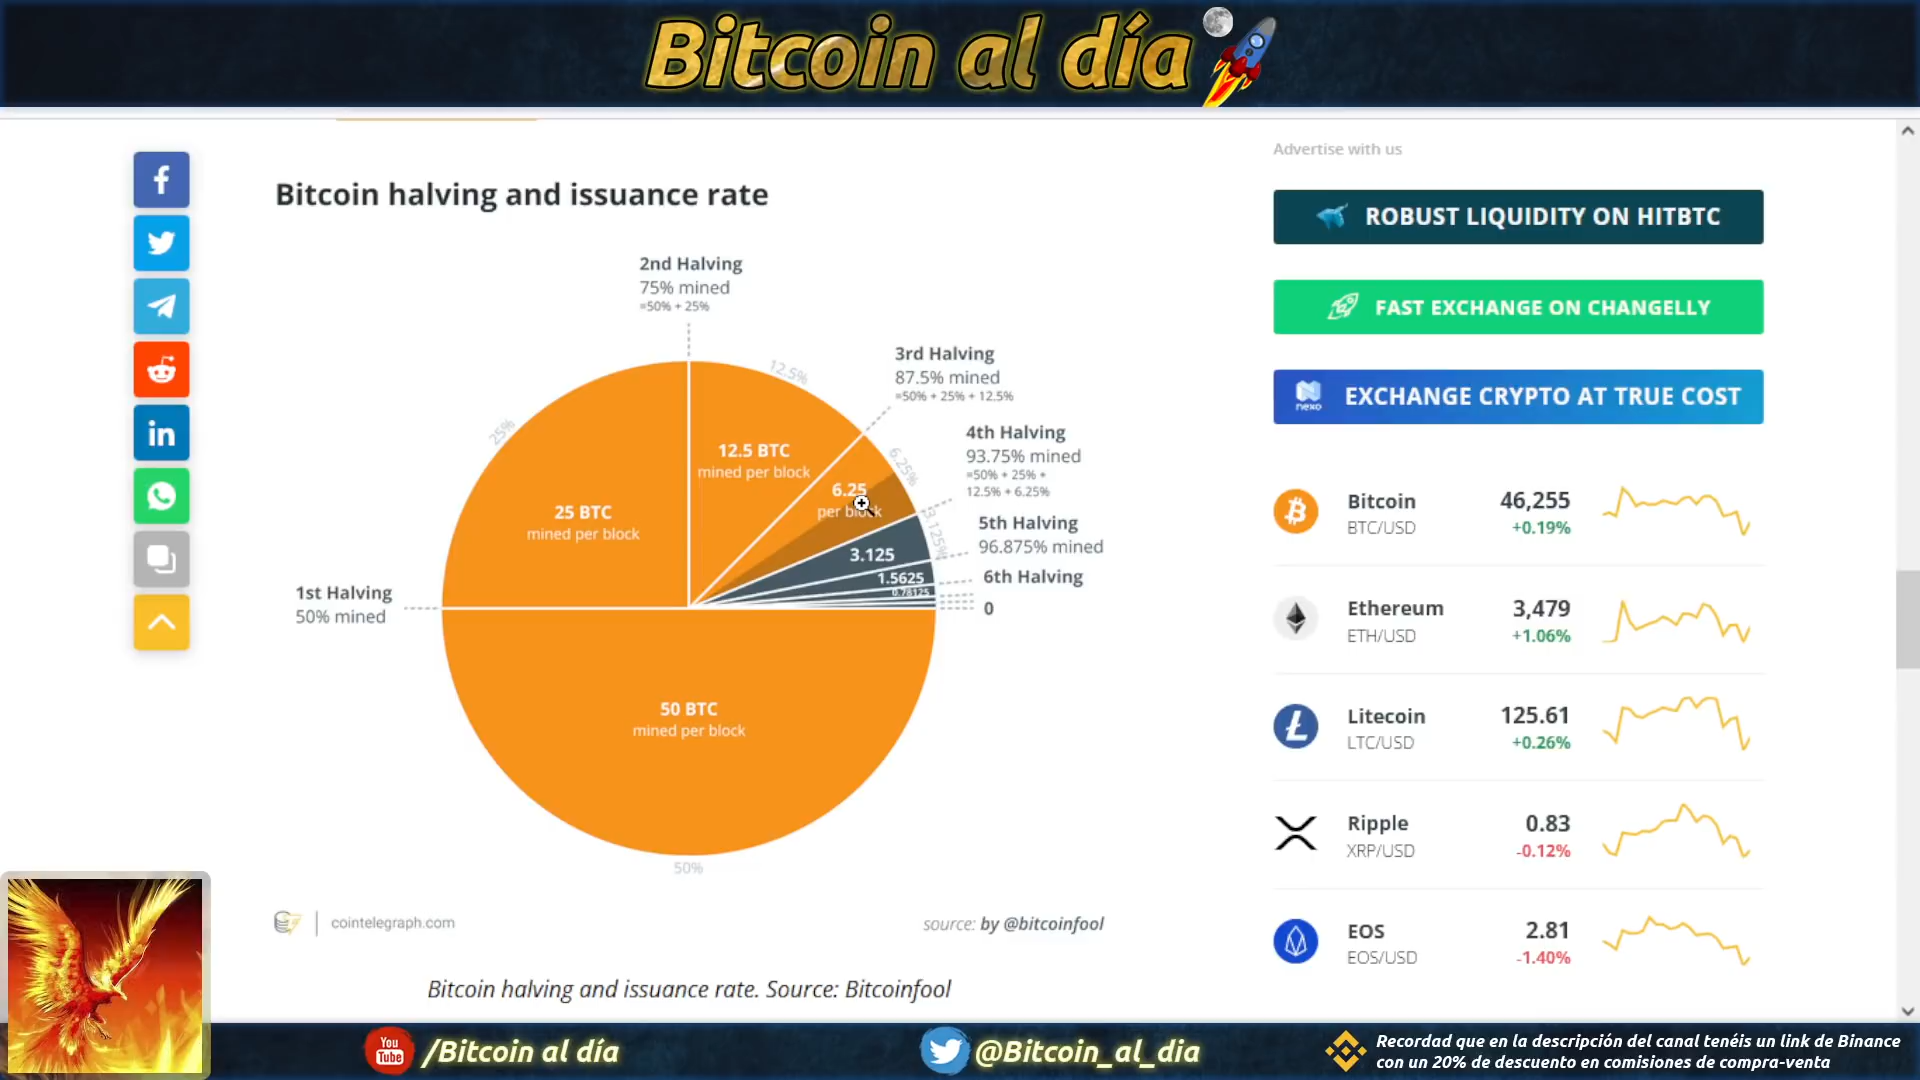 Bitcoin al día
Advertise with us
Bitcoin halving and issuance rate
ROBUST LIQUIDITY ON HITBTC
FAST EXCHANGE ON CHANGELLY
nexo
EXCHANGE CRYPTO AT TRUE COST
2nd Halving
75% mined
=50% + 25%
3rd Halving
87.5% mined
=50% + 25% + 12.5%
4th Halving
93.75% mined
=50% + 25% +
12.5% + 6.25%
5th Halving
96.875% mined
6th Halving
0
1st Halving
50% mined
25%
12.5%
6.25%
3.125%
50%
12.5 BTC
mined per block
6.25
per block
25 BTC
mined per block
3.125
1.5625
0.78125
50 BTC
mined per block
Bitcoin 46,255
BTC/USD +0.19%
Ethereum 3,479
ETH/USD +1.06%
Litecoin 125.61
LTC/USD +0.26%
Ripple 0.83
XRP/USD -0.12%
EOS 2.81
EOS/USD -1.40%
cointelegraph.com
source: by @bitcoinfool
Bitcoin halving and issuance rate. Source: Bitcoinfool
You
Tube
/Bitcoin al día
@Bitcoin_al_dia
Recordad que en la descripción del canal tenéis un link de Binance
con un 20% de descuento en comisiones de compra-venta